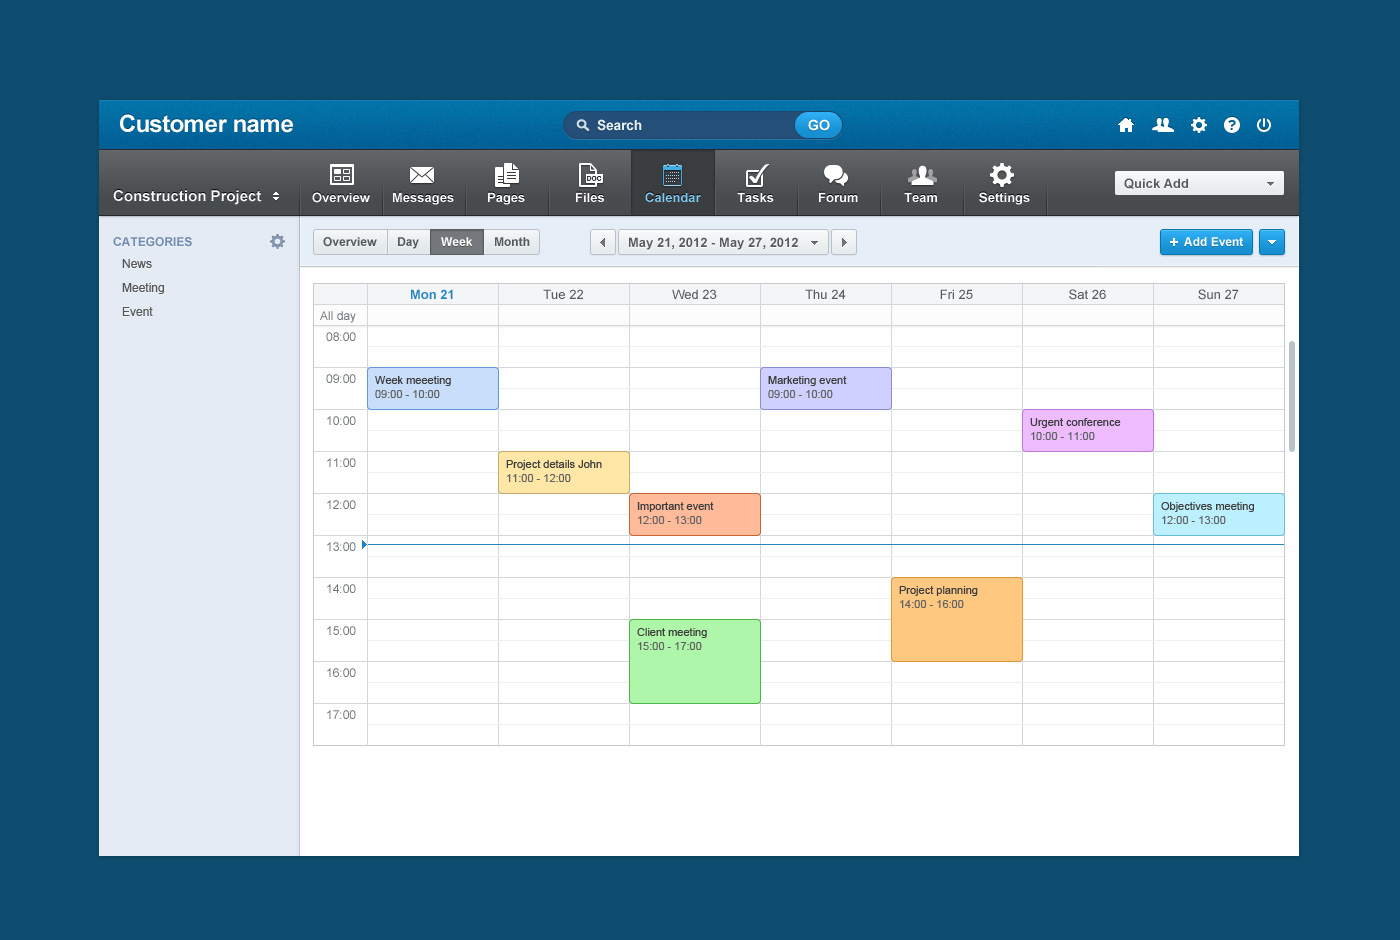 Customer name
Search
GO
?
Construction Project
Overview
Messages
Pages
DOC
Files
Calendar
Tasks
Forum
Team
Settings
Quick Add
CATEGORIES
News
Meeting
Event
Overview
Day
Week
Month
May 21, 2012 - May 27, 2012
+ Add Event
Mon 21
Tue 22
Wed 23
Thu 24
Fri 25
Sat 26
Sun 27
All day
08:00
09:00
Week meeeting
09:00 - 10:00
Marketing event
09:00 - 10:00
10:00
Urgent conference
10:00 - 11:00
11:00
Project details John
11:00 - 12:00
12:00
Important event
12:00 - 13:00
Objectives meeting
12:00 - 13:00
13:00
14:00
Project planning
14:00 - 16:00
15:00
Client meeting
15:00 - 17:00
16:00
17:00